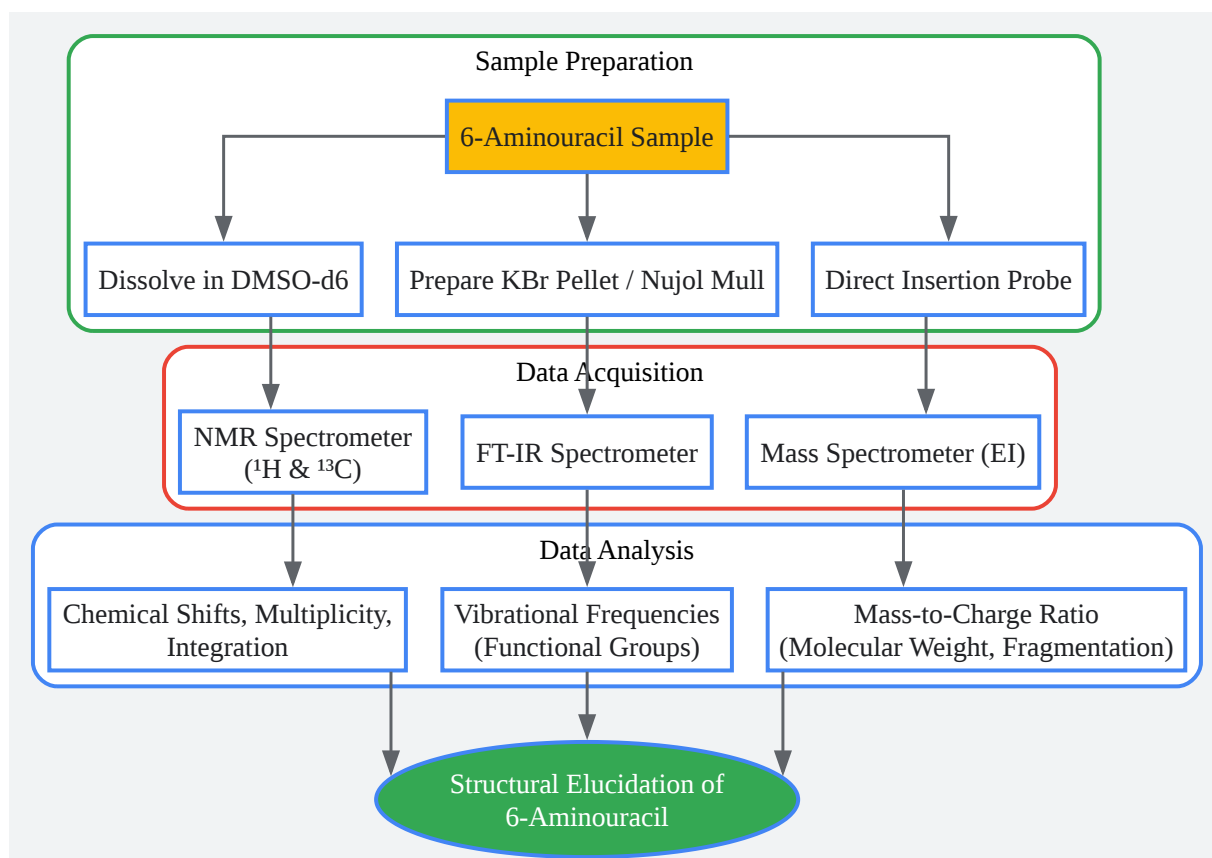 Sample Preparation
6-Aminouracil Sample
Dissolve in DMSO-d6
Prepare KBr Pellet / Nujol Mull
Direct Insertion Probe
Data Acquisition
NMR Spectrometer
(¹H & ¹³C)
FT-IR Spectrometer
Mass Spectrometer (EI)
Data Analysis
Chemical Shifts, Multiplicity,
Integration
Vibrational Frequencies
(Functional Groups)
Mass-to-Charge Ratio
(Molecular Weight, Fragmentation)
Structural Elucidation of
6-Aminouracil